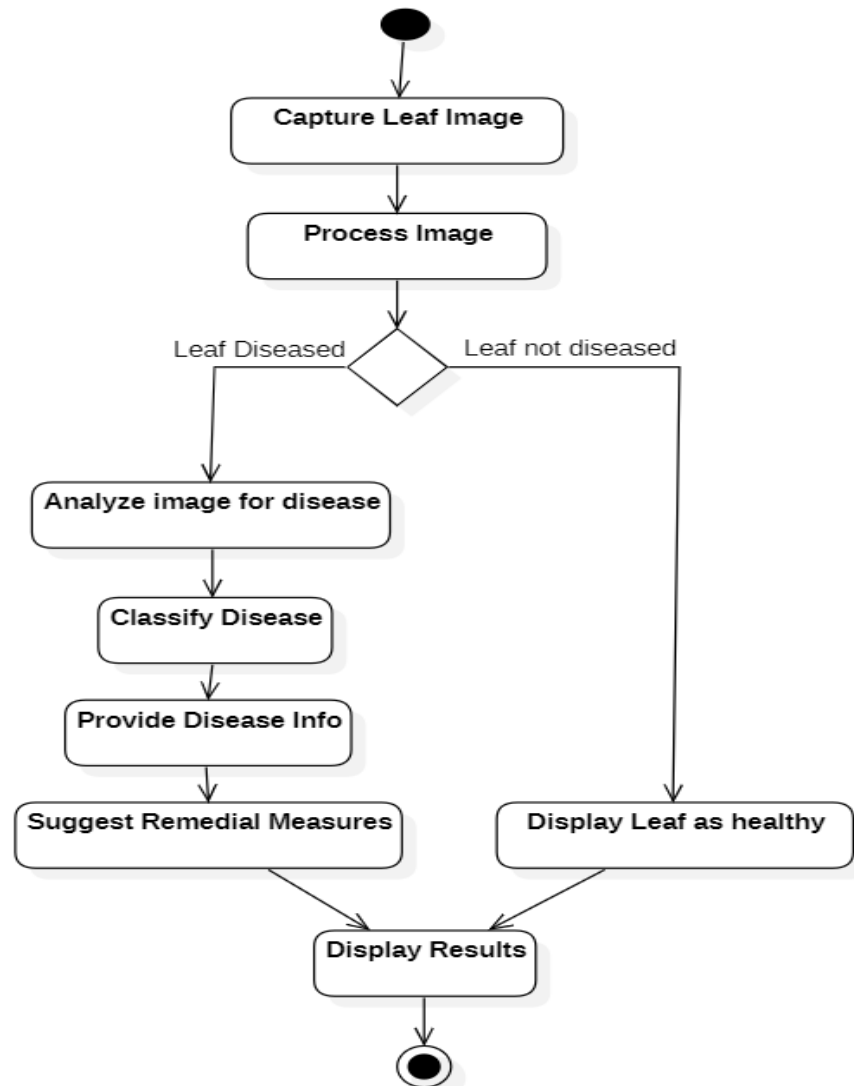 Capture Leaf Image
Process Image
Leaf Diseased
Leaf not diseased
Analyze image for disease
Classify Disease
Provide Disease Info
Suggest Remedial Measures
Display Leaf as healthy
Display Results